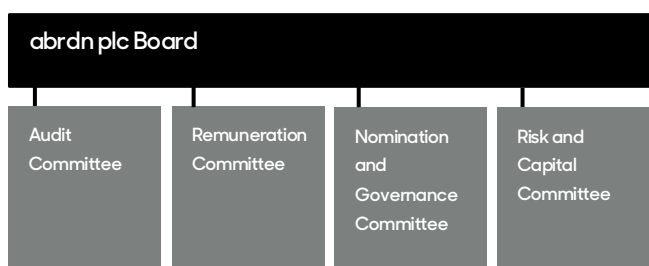 abrdn plc Board
Audit
Committee
Remuneration
Committee
Nomination
and
Governance
Committee
Risk and
Capital
Committee